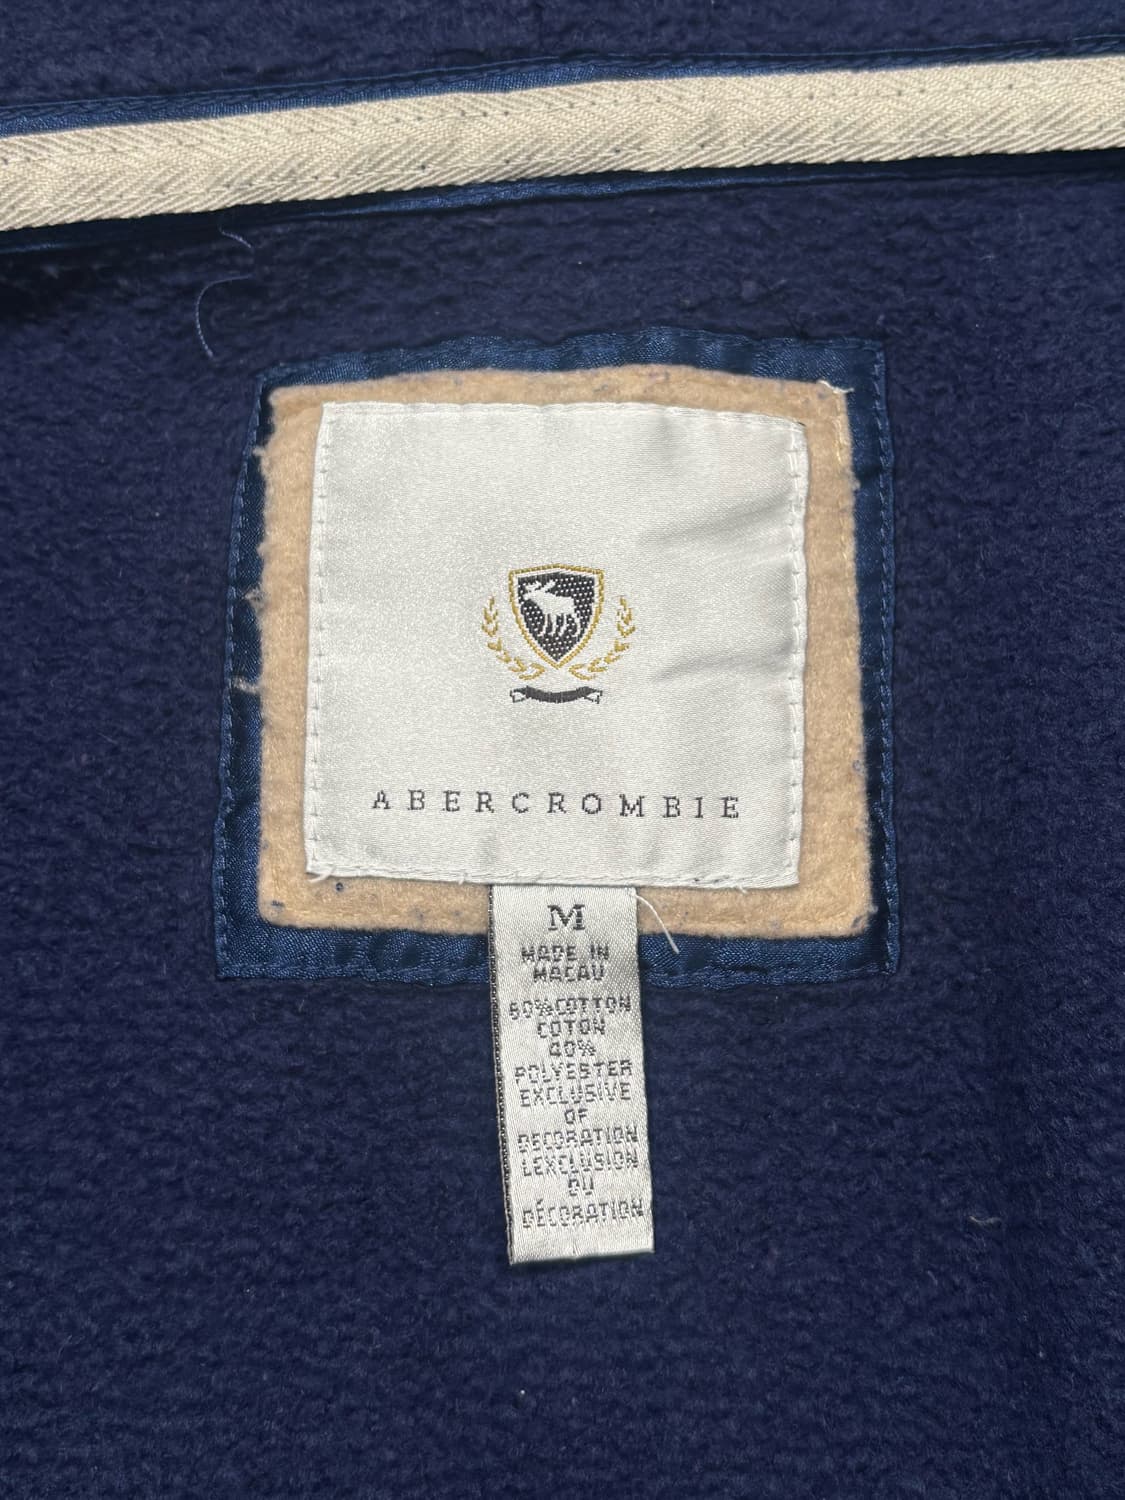 ABERCROMBIE
M
MADE IN
MACAU
60%COTTON
COTON
40%
POLYESTER
EXCLUSIVE
OF
DECORATION
LEXCLUSION
DU
DÉCORATION